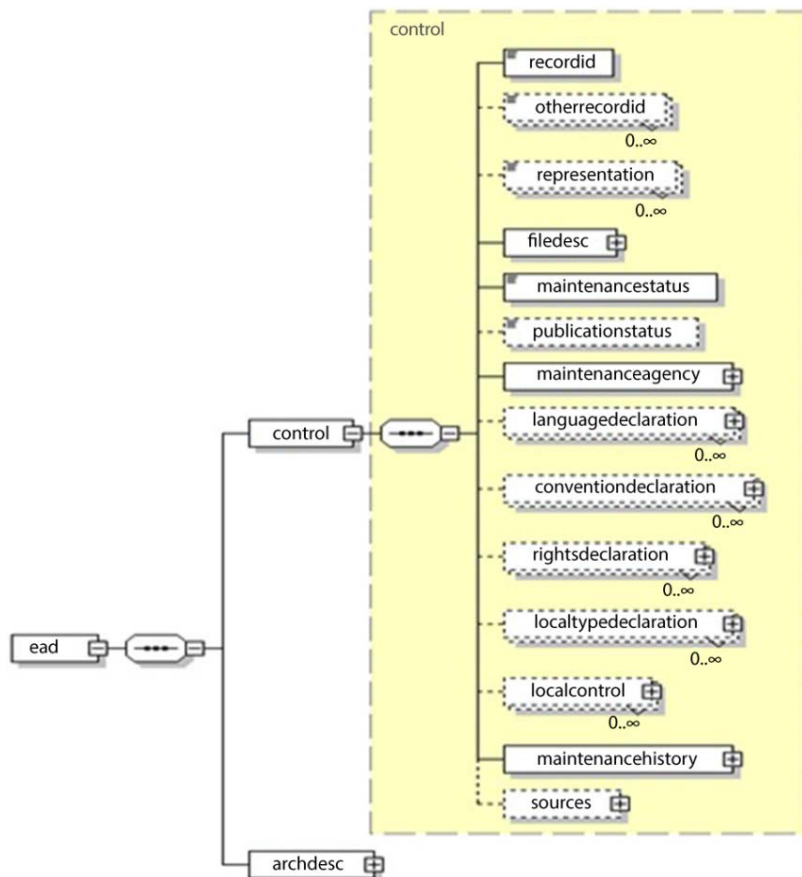 control
recordid
otherrecordid
0..∞
representation
0..∞
filedesc
maintenancestatus
publicationstatus
maintenanceagency
control
languagedeclaration
0..∞
conventiondeclaration
0..∞
rightsdeclaration
0..∞
ead
localtypedeclaration
0..∞
localcontrol
0..∞
maintenancehistory
sources
archdesc